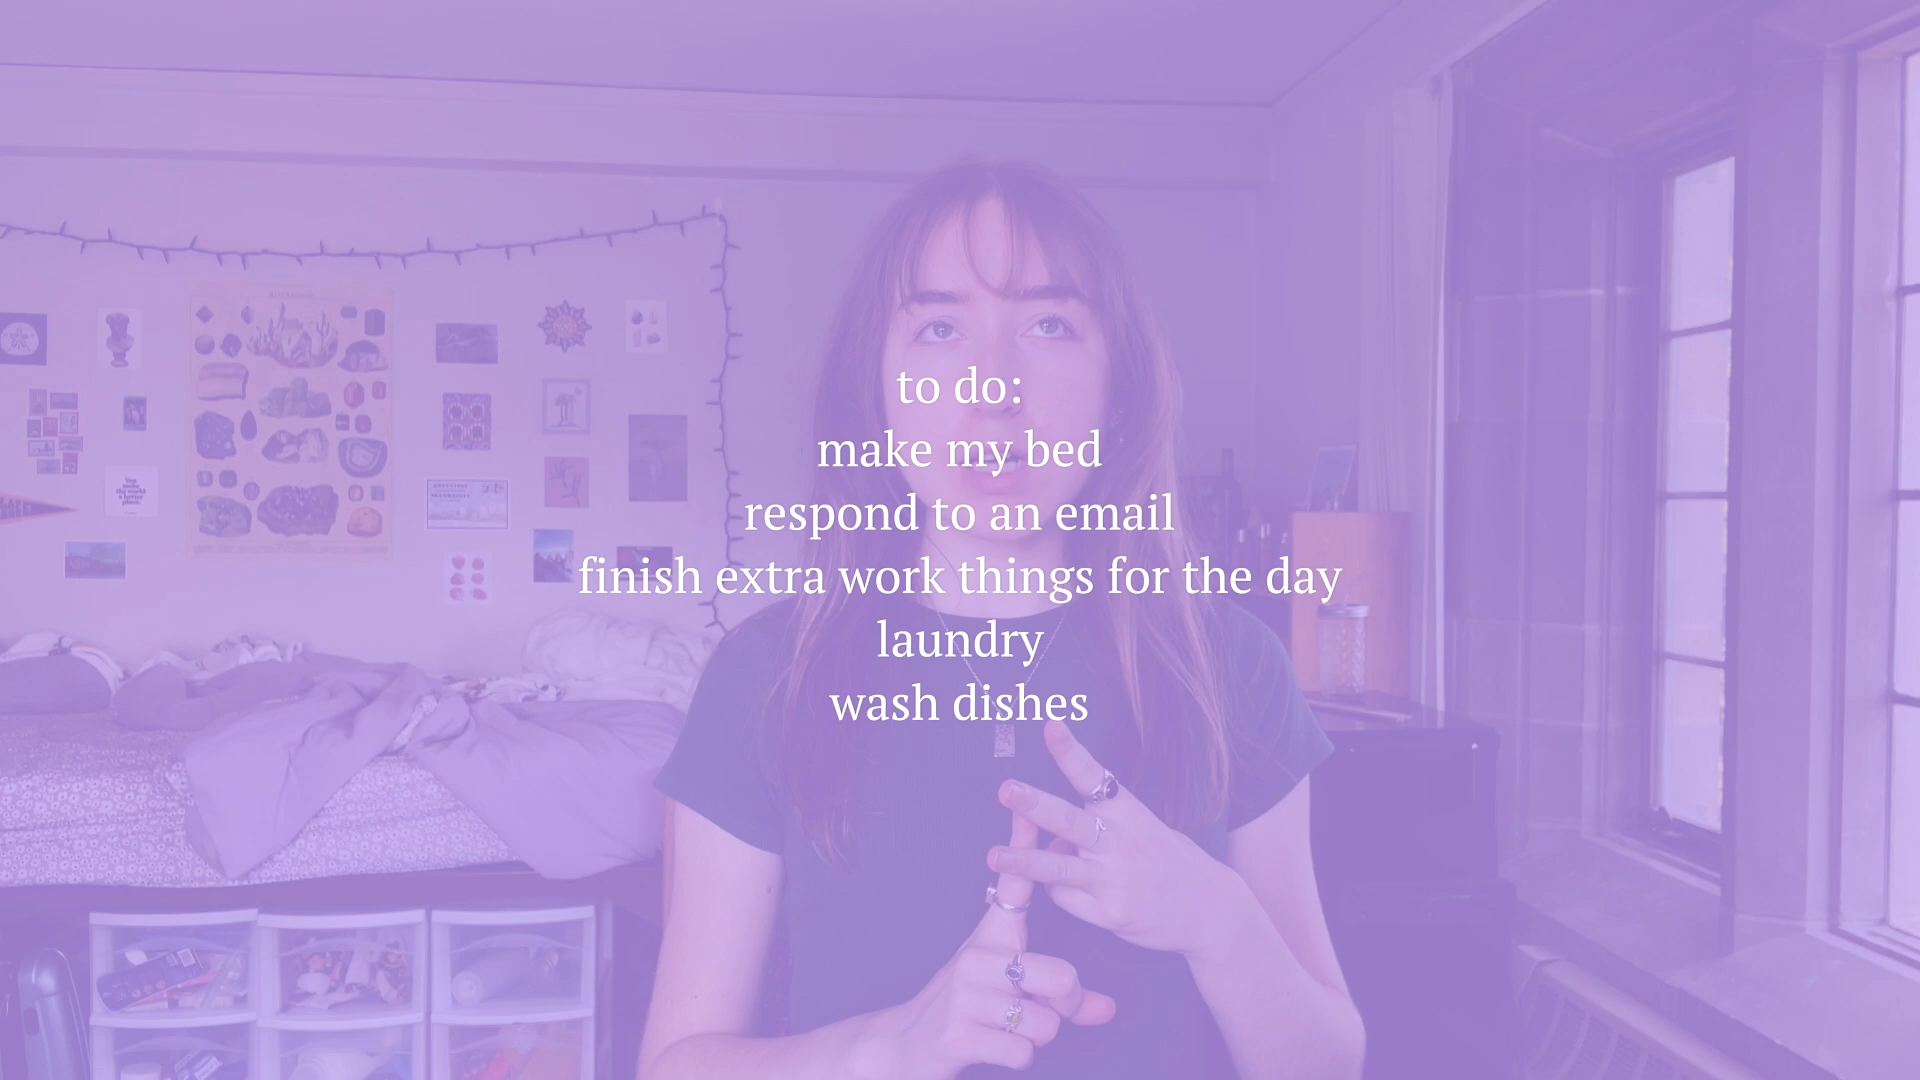 to do:
make my bed
respond to an email
finish extra work things for the day
laundry
wash dishes